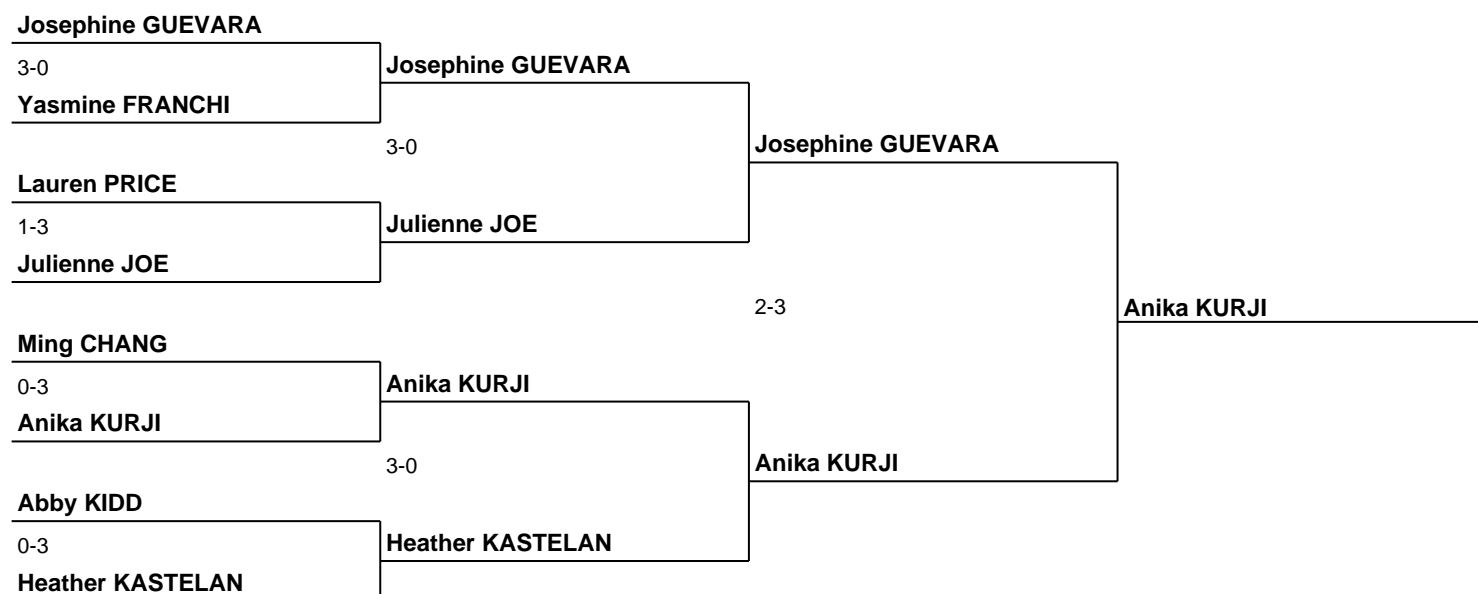 Josephine GUEVARA
3-0
Josephine GUEVARA
Yasmine FRANCHI
3-0
Josephine GUEVARA
Lauren PRICE
1-3
Julienne JOE
Julienne JOE
2-3
Anika KURJI
Ming CHANG
0-3
Anika KURJI
Anika KURJI
3-0
Anika KURJI
Abby KIDD
0-3
Heather KASTELAN
Heather KASTELAN